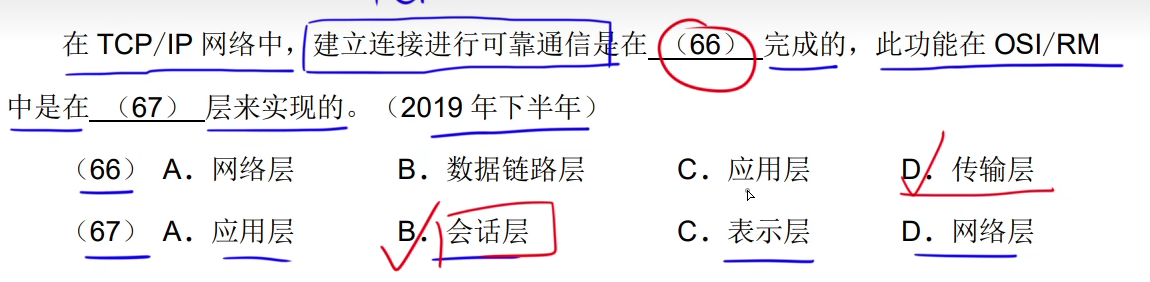 在 TCP/IP 网络中，建立连接进行可靠通信是在（66）完成的，此功能在 OSI/RM
中是在（67）层来实现的。（2019 年下半年）
（66）A．网络层 B．数据链路层 C．应用层 D．传输层
（67）A．应用层 B．会话层 C．表示层 D．网络层